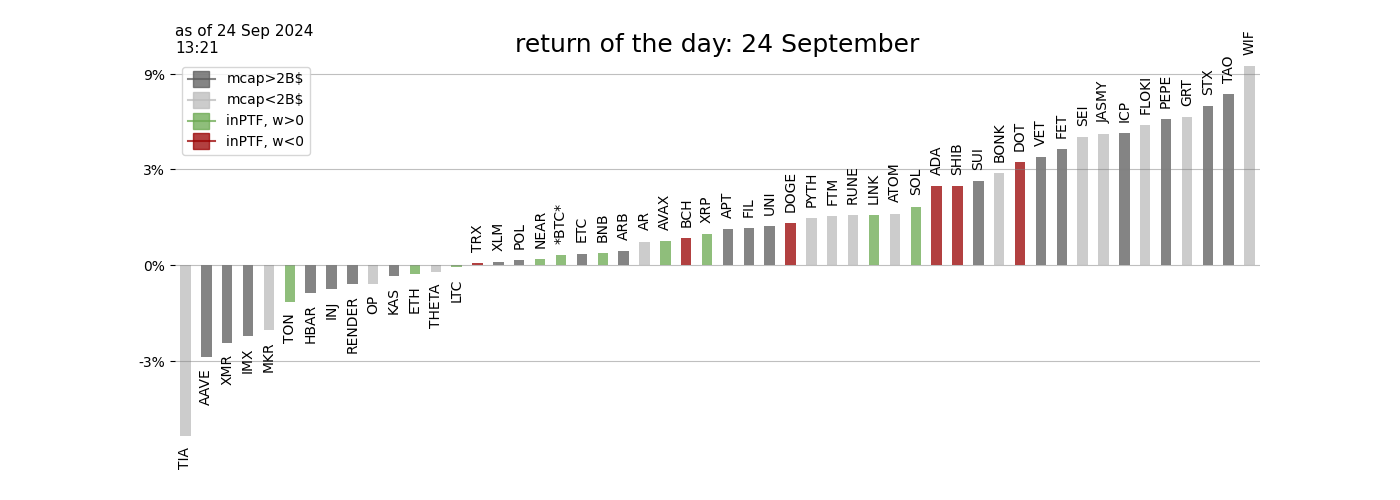 as of 24 Sep 2024
13:21
return of the day: 24 September
mcap>2B$
mcap<2B$
inPTF, w>0
inPTF, w<0
9%
3%
0%
-3%
TIA
AAVE
XMR
IMX
MKR
TON
HBAR
INJ
RENDER
OP
KAS
ETH
THETA
LTC
TRX
XLM
POL
NEAR
*BTC*
ETC
BNB
ARB
AR
AVAX
BCH
XRP
APT
FIL
UNI
DOGE
PYTH
FTM
RUNE
LINK
ATOM
SOL
ADA
SHIB
SUI
BONK
DOT
VET
FET
SEI
JASMY
ICP
FLOKI
PEPE
GRT
STX
TAO
WIF